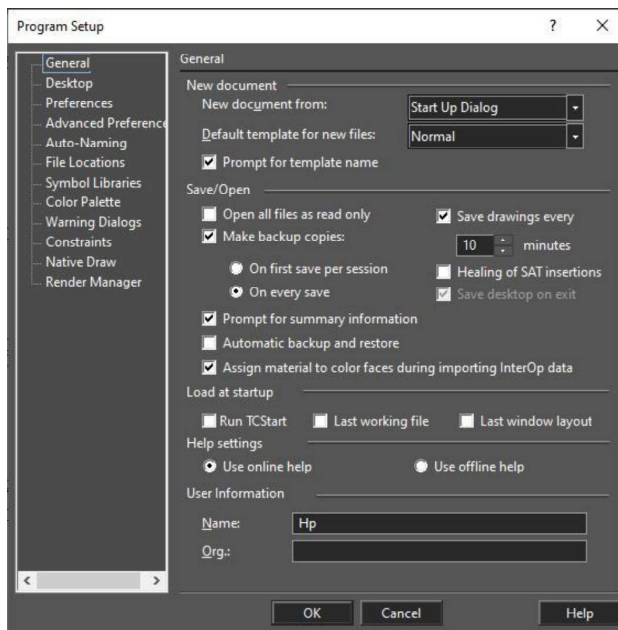 Program Setup ? ×
General
Desktop
Preferences
Advanced Preference
Auto-Naming
File Locations
Symbol Libraries
Color Palette
Warning Dialogs
Constraints
Native Draw
Render Manager
General
New document
New document from: Start Up Dialog
Default template for new files: Normal
Prompt for template name
Save/Open
Open all files as read only
Save drawings every
Make backup copies:
10 minutes
On first save per session
Healing of SAT insertions
On every save
Save desktop on exit
Prompt for summary information
Automatic backup and restore
Assign material to color faces during importing InterOp data
Load at startup
Run TCStart Last working file Last window layout
Help settings
Use online help Use offline help
User Information
Name: Hp
Org.:
OK Cancel Help